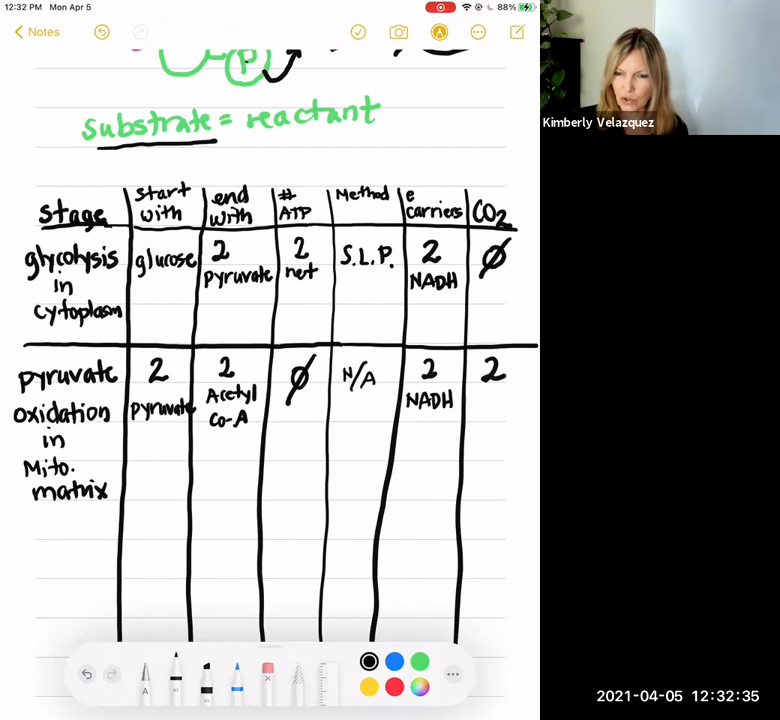 12:32 PM Mon Apr 5
88%
Notes
P
substrate = reactant
stage
start with
end with
# ATP
Method
e carriers
CO2
glycolysis in cytoplasm
glucose
2 pyruvate
2 net
S.L.P.
2 NADH
Ø
pyruvate oxidation in Mito. matrix
2 pyruvate
2 Acetyl Co-A
Ø
N/A
2 NADH
2
Kimberly Velazquez
A
2021-04-05 12:32:35